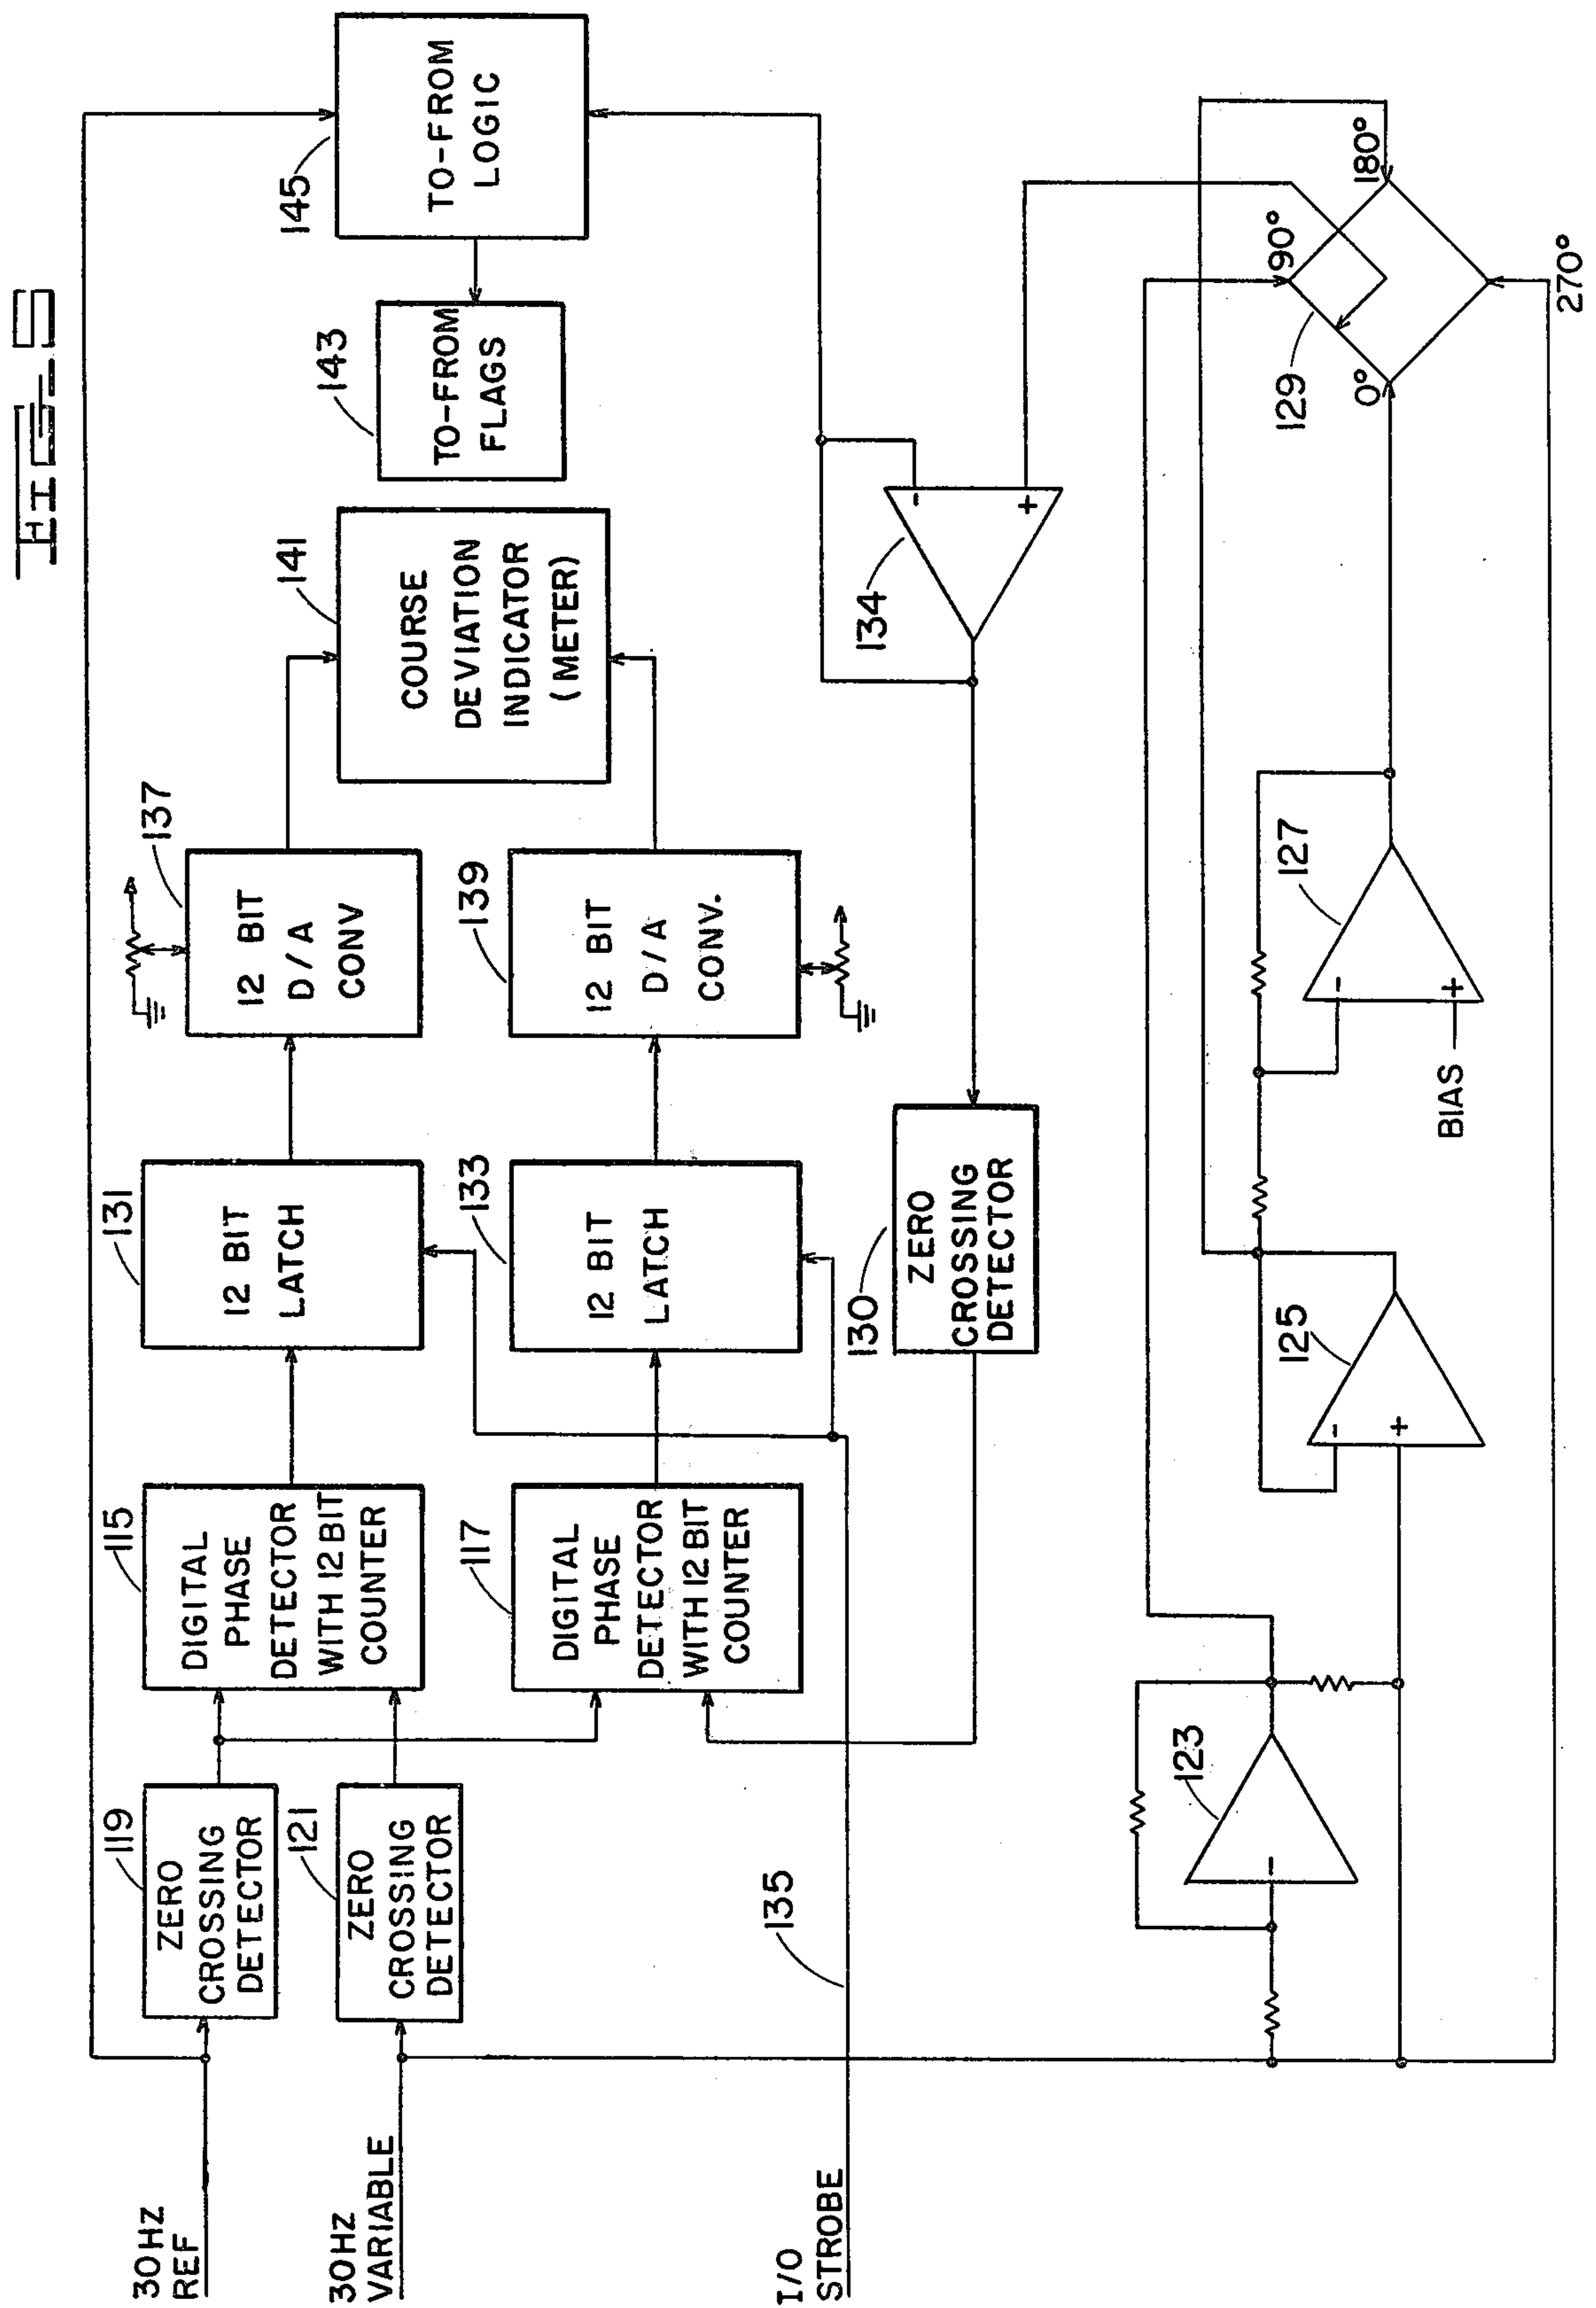 FIG. 5
30HZ
REF
30HZ
VARIABLE
I/O
STROBE
119
ZERO
CROSSING
DETECTOR
121
ZERO
CROSSING
DETECTOR
135
115
DIGITAL
PHASE
DETECTOR
WITH 12 BIT
COUNTER
117
DIGITAL
PHASE
DETECTOR
WITH 12 BIT
COUNTER
131
12 BIT
LATCH
133
12 BIT
LATCH
130
ZERO
CROSSING
DETECTOR
137
12 BIT
D/A
CONV
139
12 BIT
D/A
CONV.
141
COURSE
DEVIATION
INDICATOR
(METER)
143
TO-FROM
FLAGS
145
TO-FROM
LOGIC
134
-
+
123
-
125
-
+
127
-
+
BIAS
129
0°
90°
180°
270°